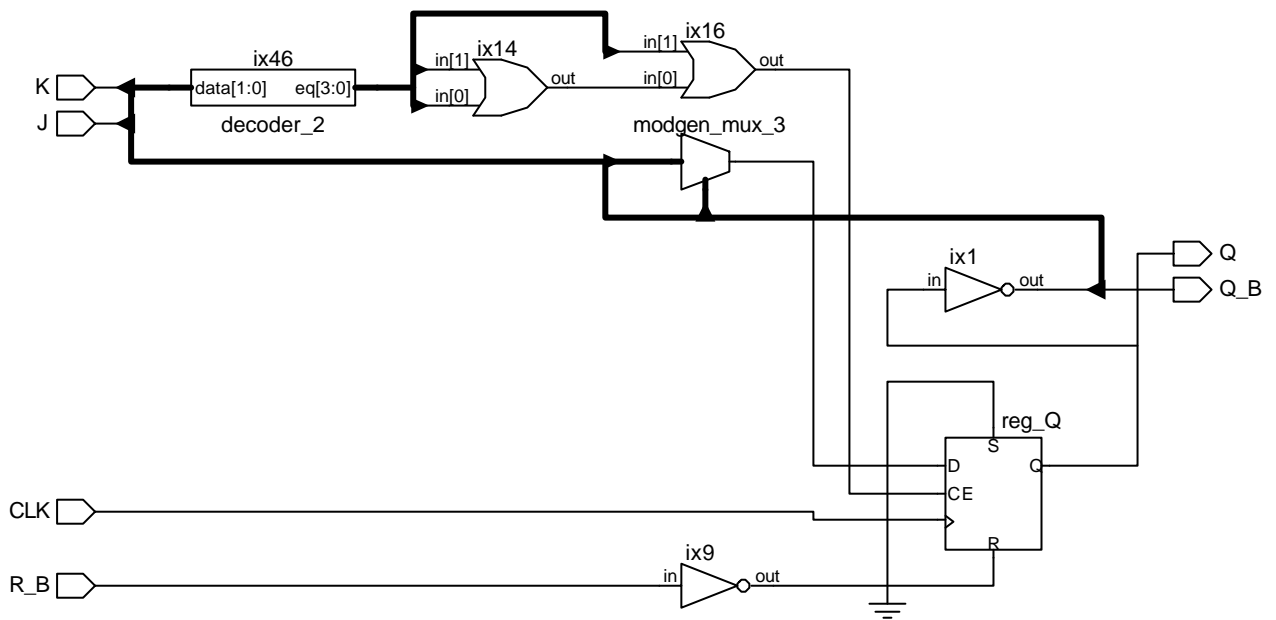 ix46
K
data[1:0] eq[3:0]
J
decoder_2
in[1]
ix14
in[0]
out
in[1]
ix16
in[0]
out
modgen_mux_3
ix1
in
out
Q
Q_B
reg_Q
S
D
Q
CE
R
CLK
ix9
R_B
in
out